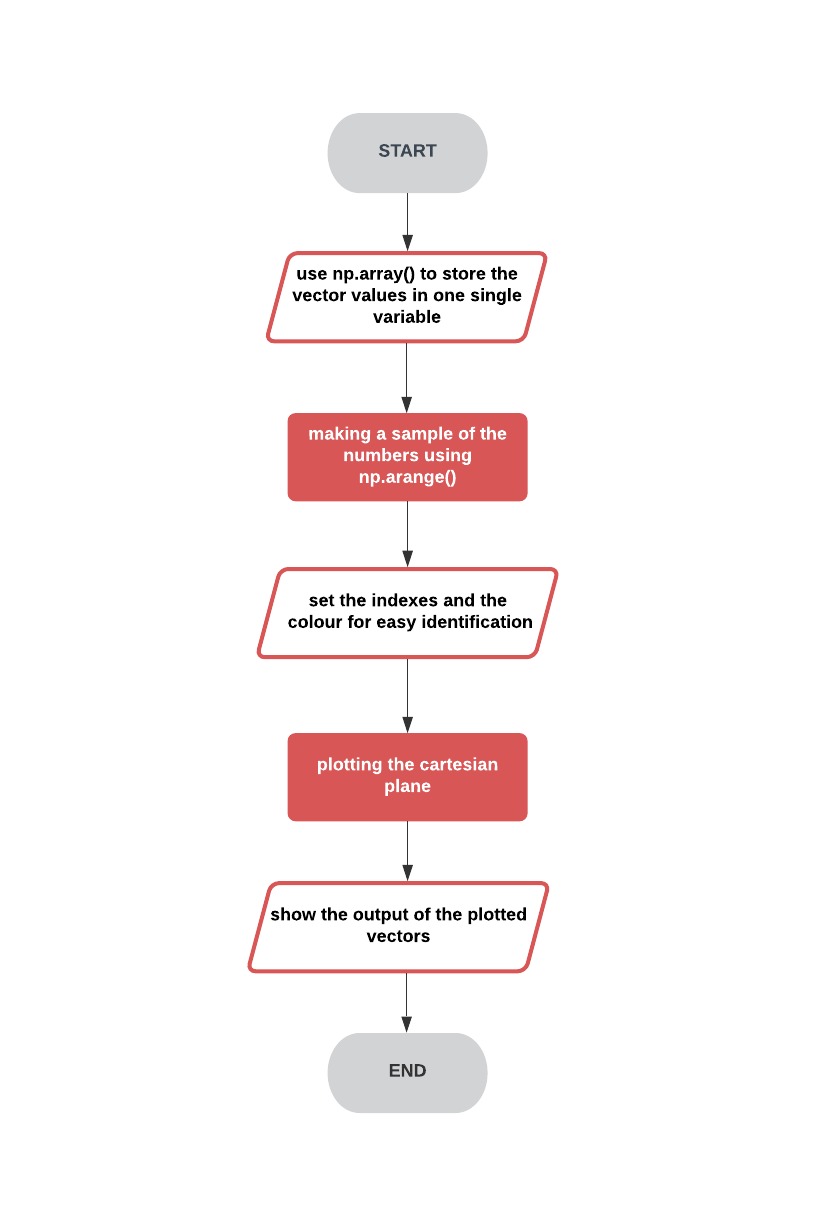 START
use np.array() to store the
vector values in one single
variable
making a sample of the
numbers using
np.arange()
set the indexes and the
colour for easy identification
plotting the cartesian
plane
show the output of the plotted
vectors
END